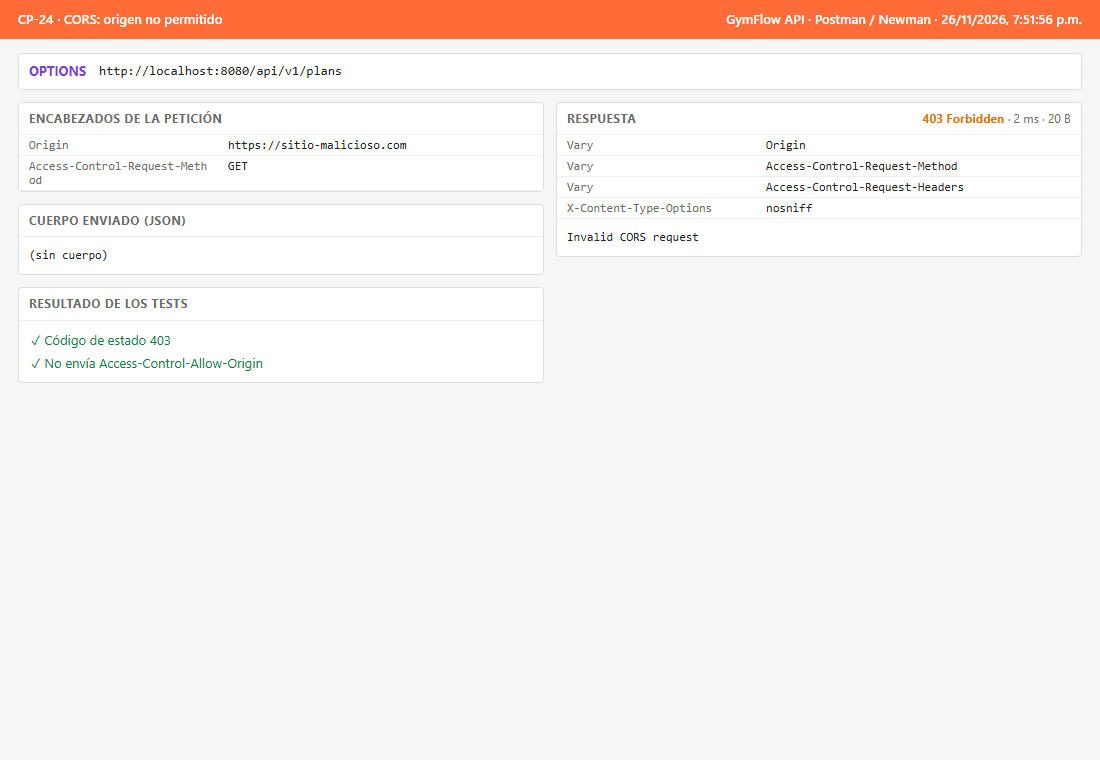 CP-24 · CORS: origen no permitido
GymFlow API · Postman / Newman · 26/11/2026, 7:51:56 p.m.
OPTIONS http://localhost:8080/api/v1/plans
ENCABEZADOS DE LA PETICIÓN
Origin https://sitio-malicioso.com
Access-Control-Request-Meth GET
od
CUERPO ENVIADO (JSON)
(sin cuerpo)
RESULTADO DE LOS TESTS
✓ Código de estado 403
✓ No envía Access-Control-Allow-Origin
RESPUESTA 403 Forbidden · 2 ms · 20 B
Vary Origin
Vary Access-Control-Request-Method
Vary Access-Control-Request-Headers
X-Content-Type-Options nosniff
Invalid CORS request